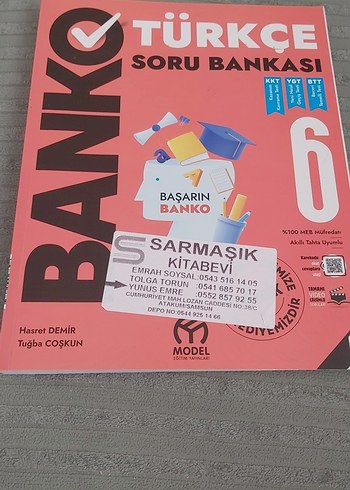 BANKO
TÜRKÇE
SORU BANKASI
KKT
YGT
BTT
6
BAŞARIN
BANKO
%100 MEB Müfredatı
Akıllı Tahta Uyumlu
SARMAŞIK
KİTABEVİ
EMRAH SOYSAL:0543 516 14 05
TOLGA TORUN :0541 685 70 17
YUNUS EMRE :0552 857 92 55
CUMHURİYET MAH.LOZAN CADDESİ NO:38/C
ATAKUM/SAMSUN
DEPO NO:0544 925 14 66
TAMAMI
VİDEO
Hasret DEMİR
Tuğba COŞKUN
MODEL
EĞİTİM YAYINLARI